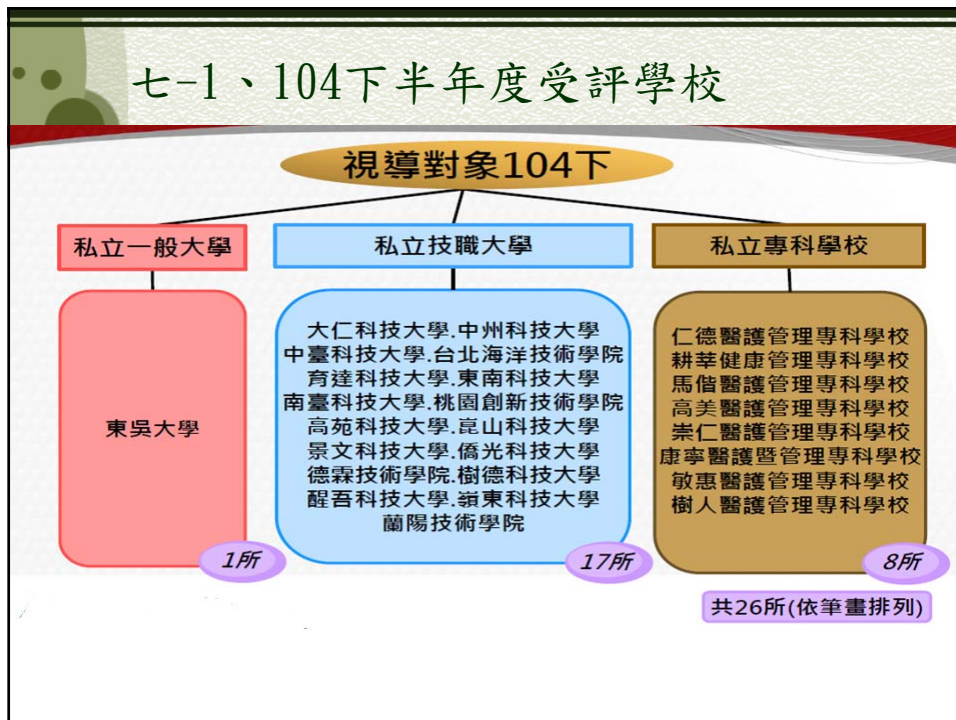 七-1、104下半年度受評學校
視導對象104下
私立一般大學
東吳大學
1所
私立技職大學
大仁科技大學.中州科技大學
中臺科技大學.台北海洋技術學院
育達科技大學.東南科技大學
南臺科技大學.桃園創新技術學院
高苑科技大學.崑山科技大學
景文科技大學.僑光科技大學
德霖技術學院.樹德科技大學
醒吾科技大學.嶺東科技大學
蘭陽技術學院
17所
私立專科學校
仁德醫護管理專科學校
耕莘健康管理專科學校
馬偕醫護管理專科學校
高美醫護管理專科學校
崇仁醫護管理專科學校
康寧醫護暨管理專科學校
敏惠醫護管理專科學校
樹人醫護管理專科學校
8所
共26所(依筆畫排列)